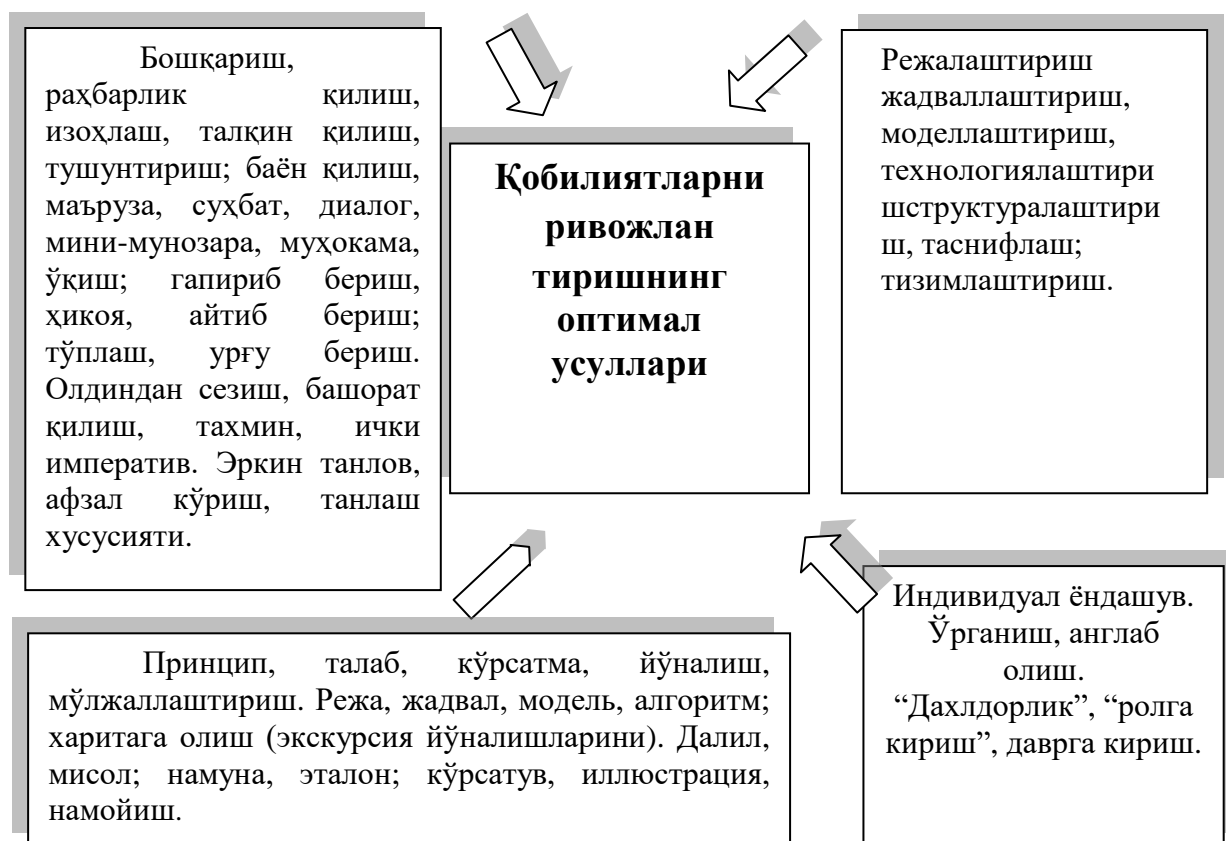 Бошқариш,
раҳбарлик қилиш,
изоҳлаш, талқин қилиш,
тушунтириш; баён қилиш,
маъруза, суҳбат, диалог,
мини-мунозара, муҳокама,
ўқиш; гапириб бериш,
ҳикоя, айтиб бериш;
тўплаш, урғу бериш.
Олдиндан сезиш, башорат
қилиш, тахмин, ички
императив. Эркин танлов,
афзал кўриш, танлаш
хусусияти.
Қобилиятларни
ривожлан
тиришнинг
оптимал
усуллари
Режалаштириш
жадваллаштириш,
моделлаштириш,
технологиялаштири
шструктуралаштири
ш, таснифлаш;
тизимлаштириш.
Принцип, талаб, кўрсатма, йўналиш,
мўлжаллаштириш. Режа, жадвал, модель, алгоритм;
харитага олиш (экскурсия йўналишларини). Далил,
мисол; намуна, эталон; кўрсатув, иллюстрация,
намойиш.
Индивидуал ёндашув.
Ўрганиш, англаб
олиш.
“Дахлдорлик”, “ролга
кириш”, даврга кириш.